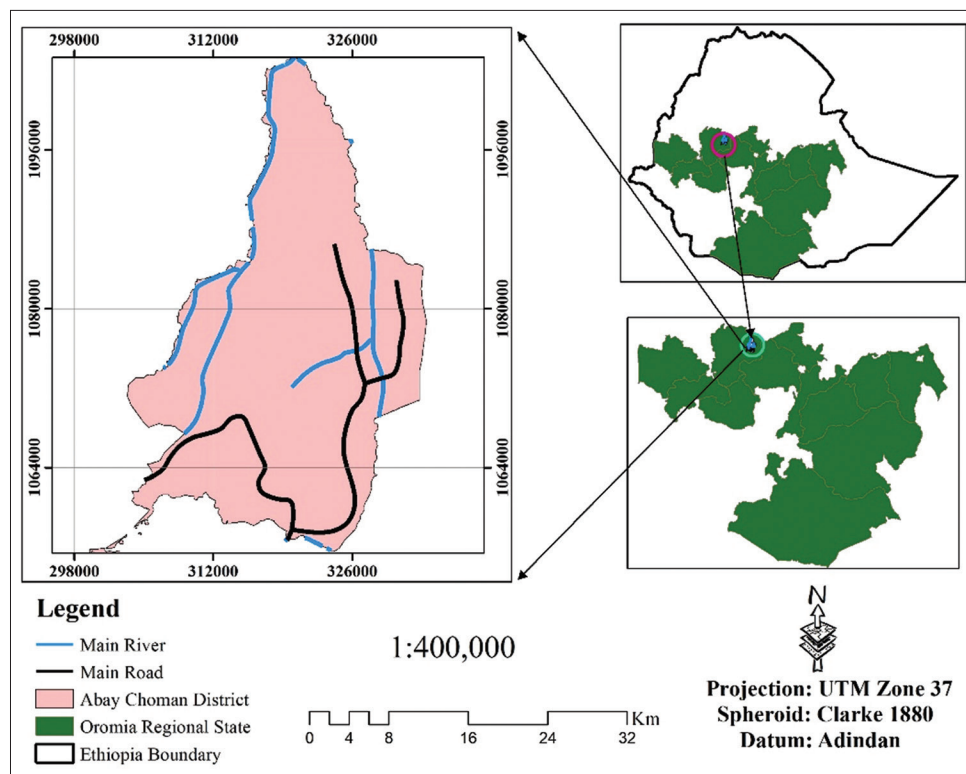 298000 312000 326000
1096000 1096000
1080000 1080000
1064000 1064000
298000 312000 326000
Legend
Main River
Main Road
Abay Choman District
Oromia Regional State
Ethiopia Boundary
1:400,000
Km
0 4 8 16 24 32
N
Projection: UTM Zone 37
Spheroid: Clarke 1880
Datum: Adindan